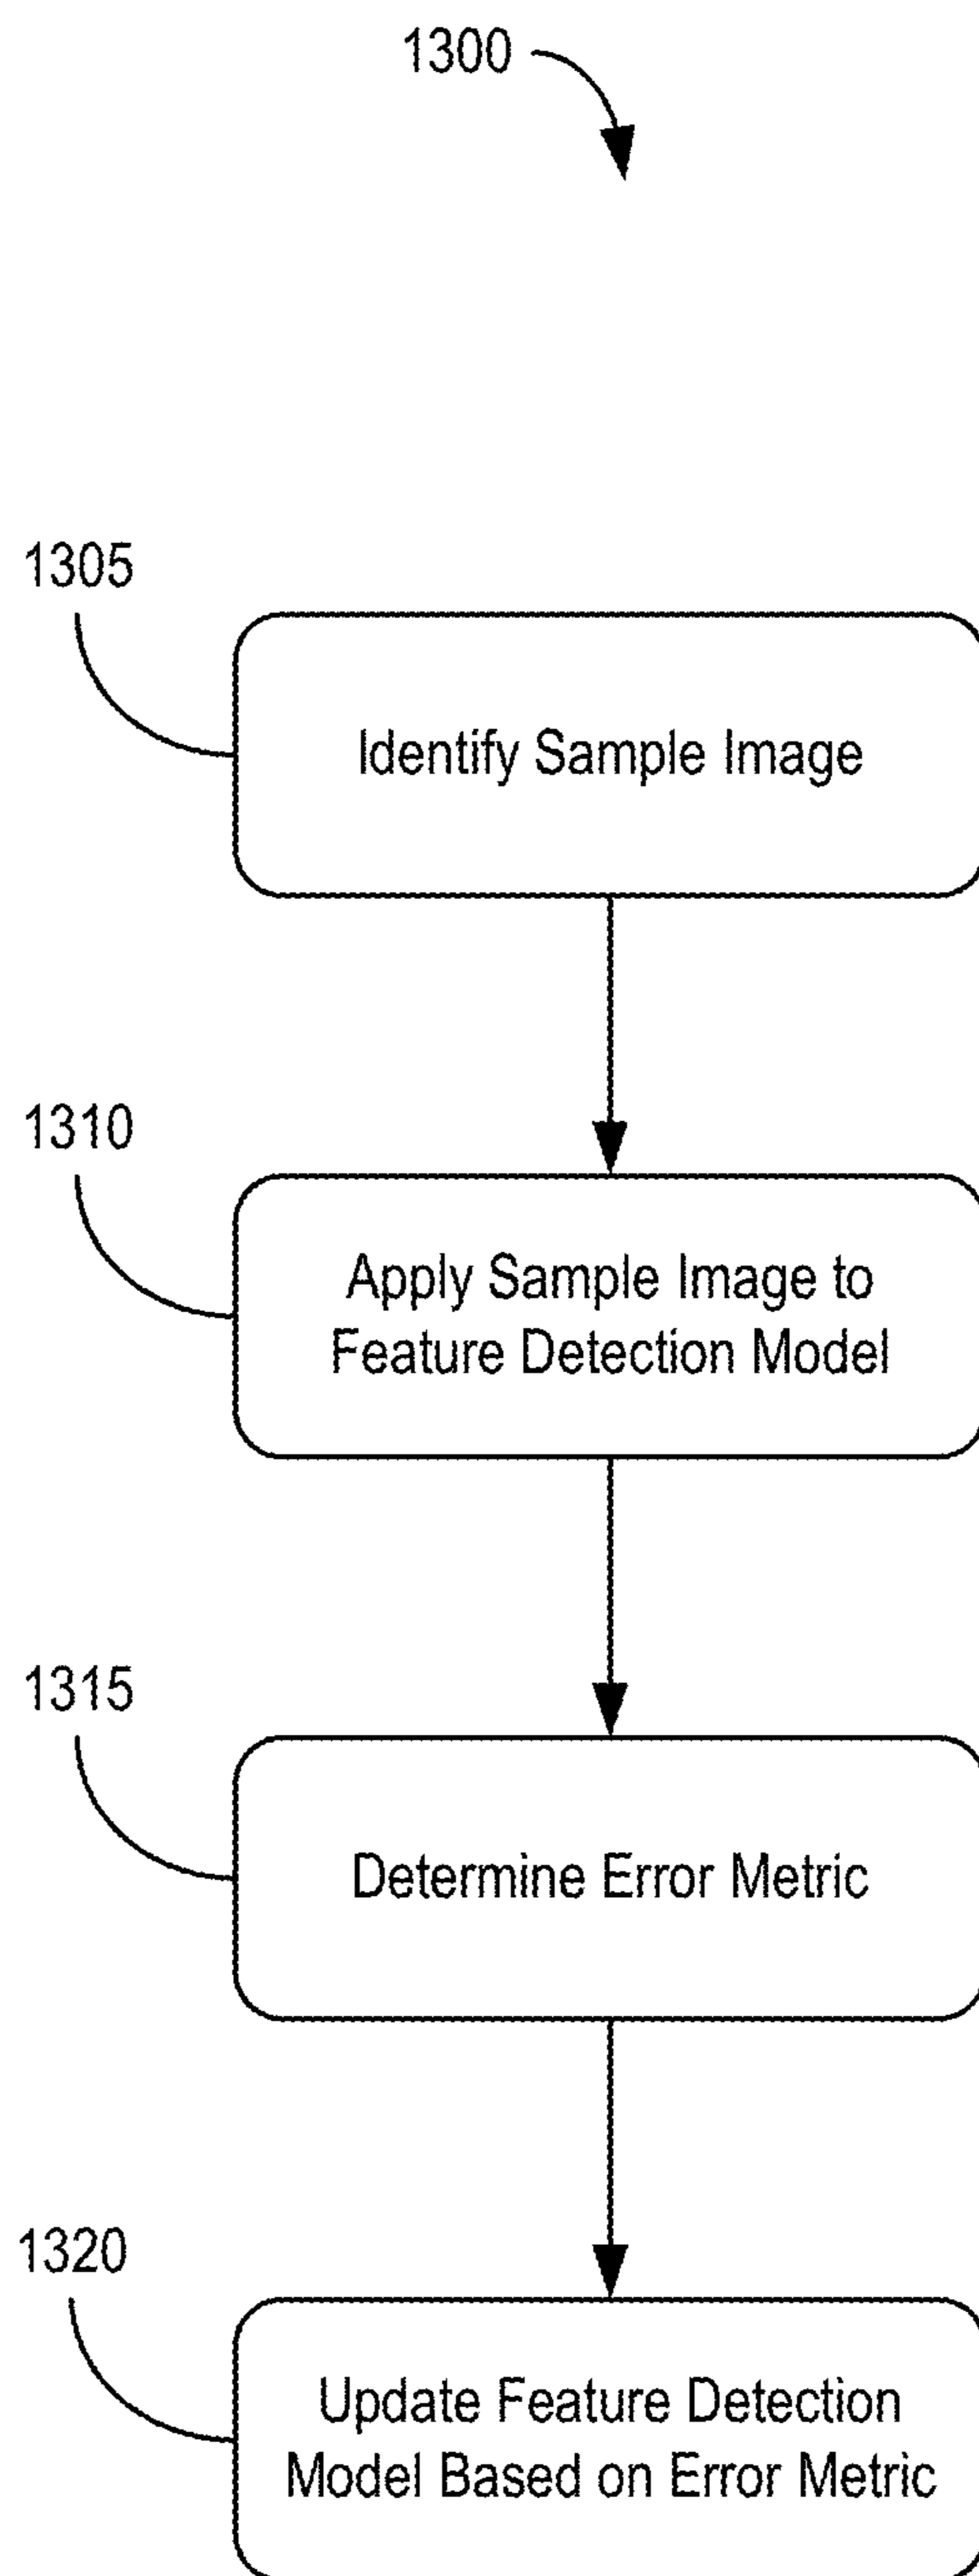 1300
1305
Identify Sample Image
1310
Apply Sample Image to
Feature Detection Model
1315
Determine Error Metric
1320
Update Feature Detection
Model Based on Error Metric